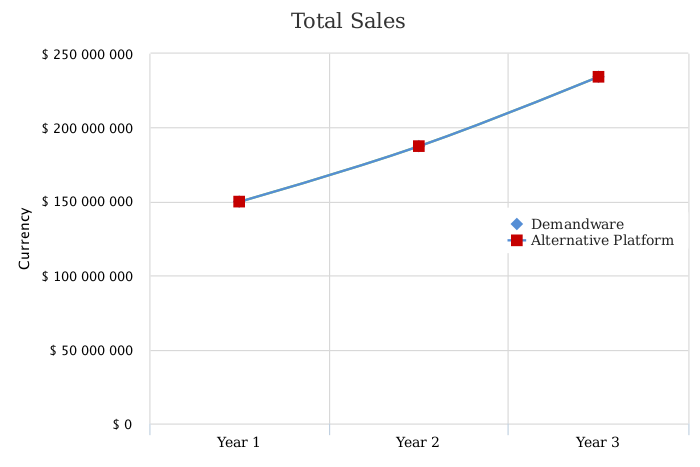 Total Sales
$ 250 000 000
$ 200 000 000
$ 150 000 000
$ 100 000 000
$ 50 000 000
$ 0
Currency
Demandware
Alternative Platform
Year 1
Year 2
Year 3